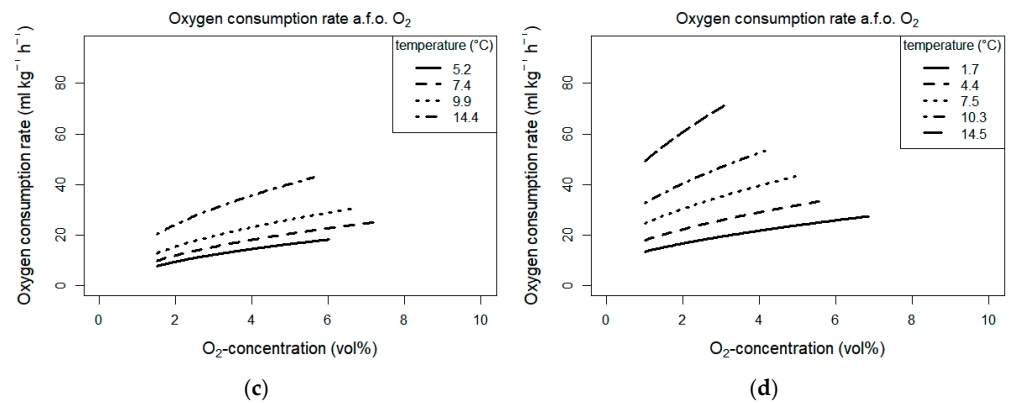 Oxygen consumption rate a.f.o. O₂
Oxygen consumption rate (ml kg⁻¹ h⁻¹)
80
60
40
20
0
temperature (°C)
5.2
7.4
9.9
14.4
0 2 4 6 8 10
O₂-concentration (vol%)
(c)
Oxygen consumption rate a.f.o. O₂
Oxygen consumption rate (ml kg⁻¹ h⁻¹)
80
60
40
20
0
temperature (°C)
1.7
4.4
7.5
10.3
14.5
0 2 4 6 8 10
O₂-concentration (vol%)
(d)